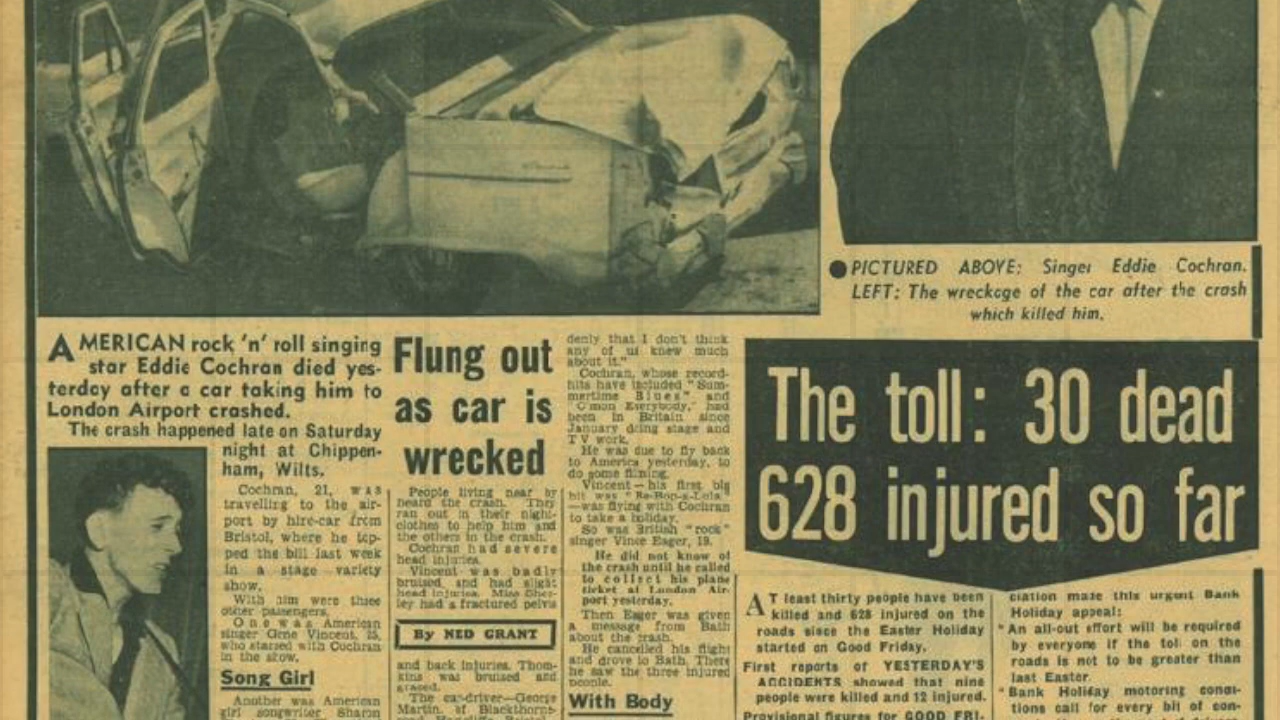 PICTURED ABOVE: Singer Eddie Cochran.
LEFT: The wreckage of the car after the crash
which killed him.
AMERICAN rock 'n' roll singing
star Eddie Cochran died yes-
terday after a car taking him to
London Airport crashed.
The crash happened late on Saturday
night at Chippen-
ham, Wilts.
Cochran, 21, was
travelling to the air-
port by hire-car from
Bristol, where he top-
ped the bill last week
in a stage variety
show.
With him were three
other passengers.
One was American
singer Gene Vincent, 25,
who starred with Cochran
in the show.
Song Girl
Another was American
girl songwriter Sharon
Flung out
as car is
wrecked
People living near by
heard the crash. They
ran out in their night-
clothes to help him and
the others in the crash.
Cochran had severe
head injuries.
Vincent was badly
bruised and had slight
head injuries. Miss Shee-
ley had a fractured pelvis
By NED GRANT
and back injuries. Thom-
kins was bruised and
grazed.
The car-driver—George
Martin, of Blackthorne-
denly that I don't think
any of us knew much
about it."
Cochran, whose record-
hits have included "Sum-
mertime Blues" and
"C'mon Everybody," had
been in Britain since
January doing stage and
TV work.
He was due to fly back
to America yesterday, to
do some filming.
Vincent—his first big
hit was "Be-Bop-a-Lula"
—was flying with Cochran
to take a holiday.
So was British "rock"
singer Vince Eager, 19.
He did not know of
the crash until he called
to collect his plane
ticket at London Air-
port yesterday.
Then Eager was given
a message from Bath
about the crash.
He cancelled his flight
and drove to Bath. There
he saw the three injured
people.
With Body
The toll: 30 dead
628 injured so far
AT least thirty people have been
killed and 628 injured on the
roads since the Easter Holiday
started on Good Friday.
First reports of YESTERDAY'S
ACCIDENTS showed that nine
people were killed and 12 injured.
Provisional figures for GOOD FRI-
ciation made this urgent Bank
Holiday appeal:
"An all-out effort will be required
by everyone if the toll on the
roads is not to be greater than
last Easter.
"Bank Holiday motoring condi-
tions call for every bit of con-